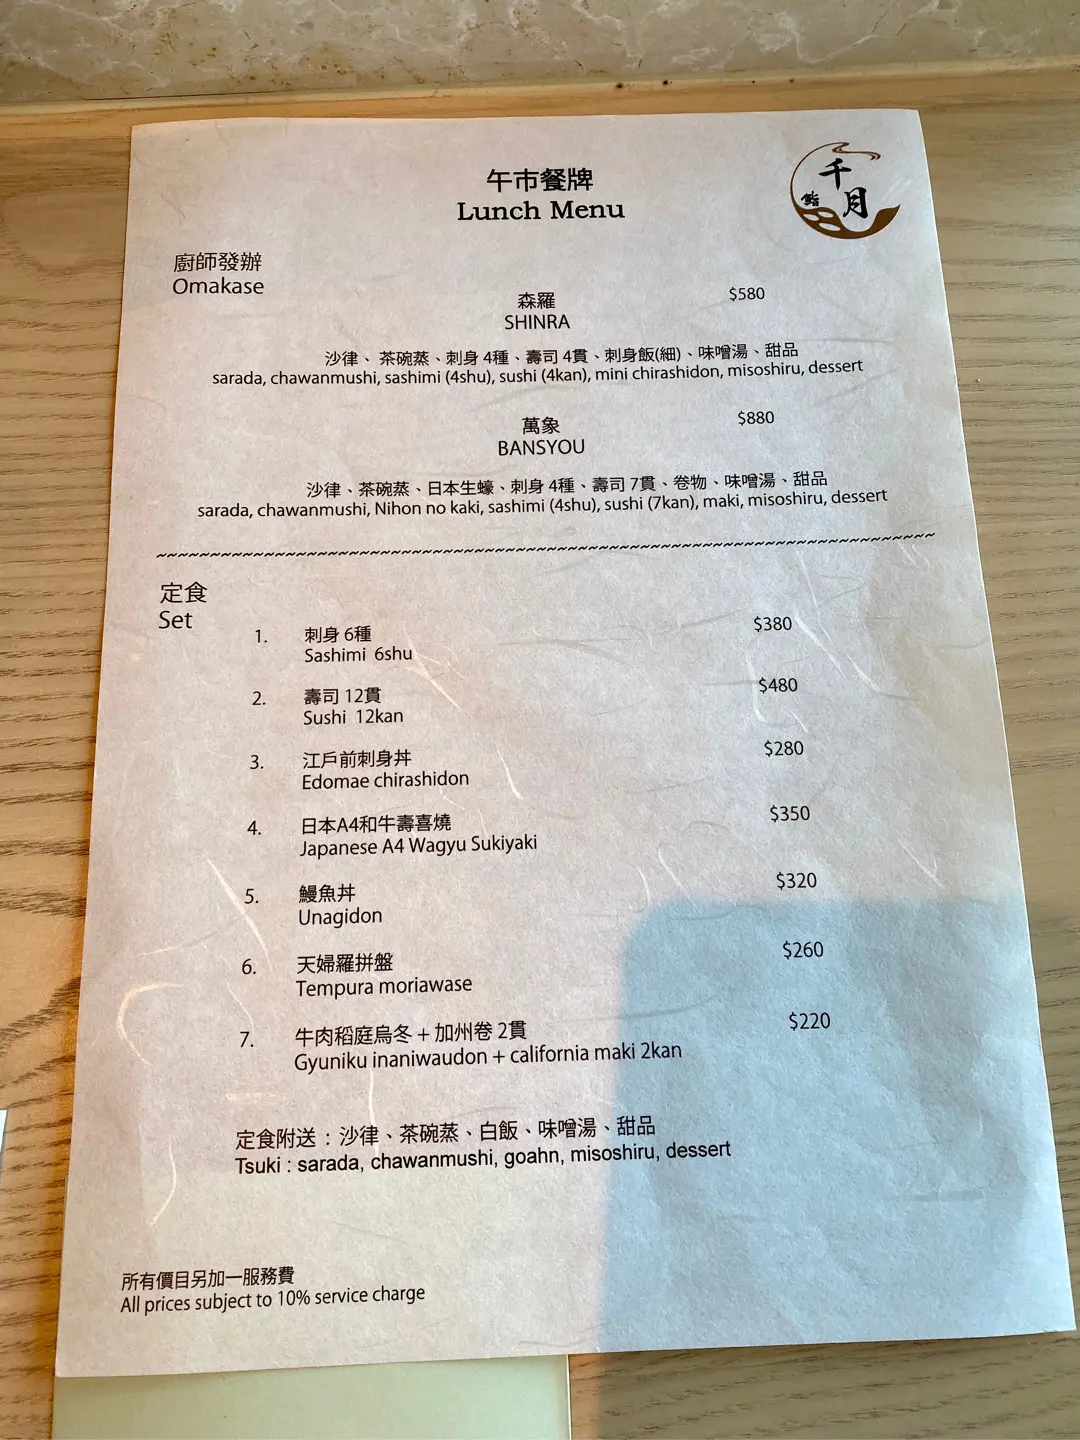 午市餐牌
Lunch Menu
千
月
鮨
廚師發辦
Omakase
森羅
$580
SHINRA
沙律、 茶碗蒸、刺身 4種、壽司 4貫、刺身飯(細)、味噌湯、甜品
sarada, chawanmushi, sashimi (4shu), sushi (4kan), mini chirashidon, misoshiru, dessert
萬象
$880
BANSYOU
沙律、茶碗蒸、日本生蠔、刺身 4種、壽司 7貫、卷物、味噌湯、甜品
sarada, chawanmushi, Nihon no kaki, sashimi (4shu), sushi (7kan), maki, misoshiru, dessert
~~~~~~~~~~~~~~~~~~~~~~~~~~~~~~~~~~~~~~~~~~~~~~~~~~~~~~~~~~~~~~~~~~~~~~~~
定食
Set
1. 刺身 6種 $380
Sashimi 6shu
2. 壽司 12貫 $480
Sushi 12kan
3. 江戶前刺身丼 $280
Edomae chirashidon
4. 日本A4和牛壽喜燒 $350
Japanese A4 Wagyu Sukiyaki
5. 鰻魚丼 $320
Unagidon
6. 天婦羅拼盤 $260
Tempura moriawase
7. 牛肉稻庭烏冬 + 加州卷 2貫 $220
Gyuniku inaniwaudon + california maki 2kan
定食附送 : 沙律、茶碗蒸、白飯、味噌湯、甜品
Tsuki : sarada, chawanmushi, goahn, misoshiru, dessert
所有價目另加一服務費
All prices subject to 10% service charge